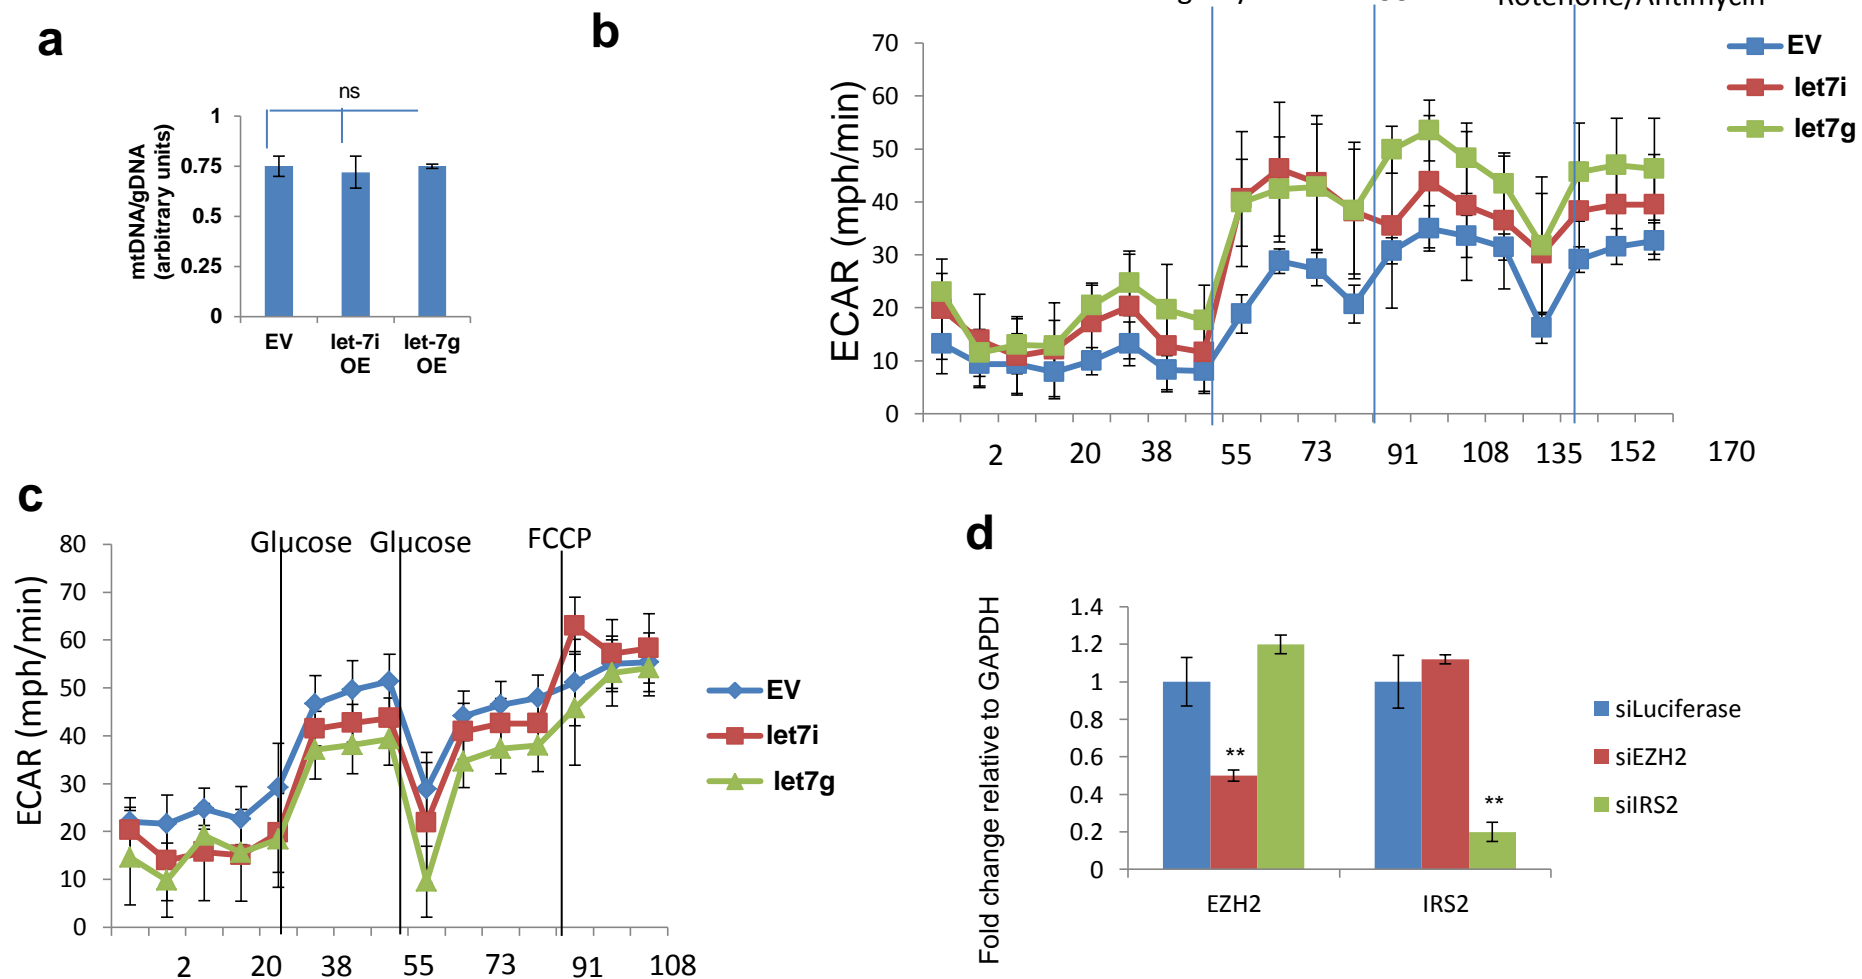 a
ns
mtDNA/gDNA
(arbitrary units)
1
0.75
0.5
0.25
0
EV
let-7i
OE
let-7g
OE
b
Rotenone/Antimycin
ECAR (mph/min)
70
60
50
40
30
20
10
0
2 20 38 55 73 91 108 135 152 170
EV
let7i
let7g
c
Glucose Glucose FCCP
ECAR (mph/min)
80
70
60
50
40
30
20
10
0
2 20 38 55 73 91 108
EV
let7i
let7g
d
Fold change relative to GAPDH
1.4
1.2
1
0.8
0.6
0.4
0.2
0
**
**
EZH2 IRS2
siLuciferase
siEZH2
siIRS2